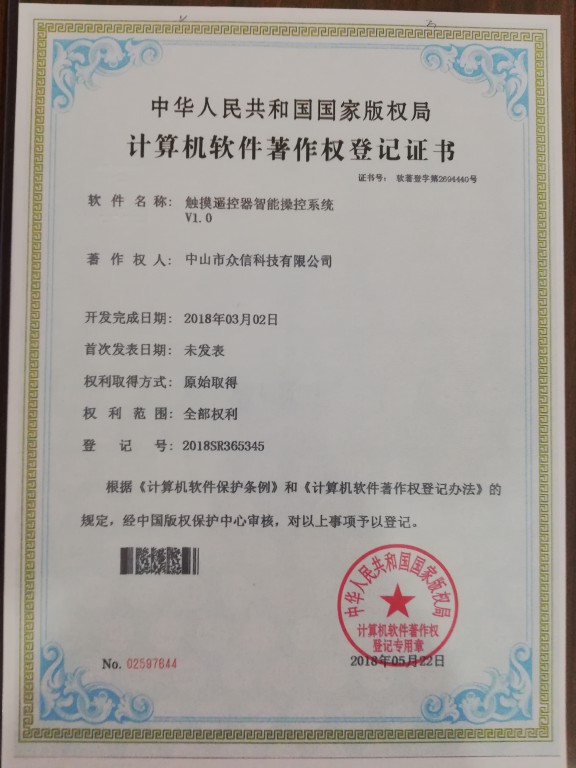 中华人民共和国国家版权局
计算机软件著作权登记证书
证书号： 软著登字第2694440号
软件名称： 触摸遥控器智能操控系统
V1.0
著作权人： 中山市众信科技有限公司
开发完成日期： 2018年03月02日
首次发表日期： 未发表
权利取得方式： 原始取得
权利范围： 全部权利
登记号： 2018SR365345
根据《计算机软件保护条例》和《计算机软件著作权登记办法》的
规定，经中国版权保护中心审核，对以上事项予以登记。
中华人民共和国国家版权局
计算机软件著作权
登记专用章
No. 02597644
2018年05月22日